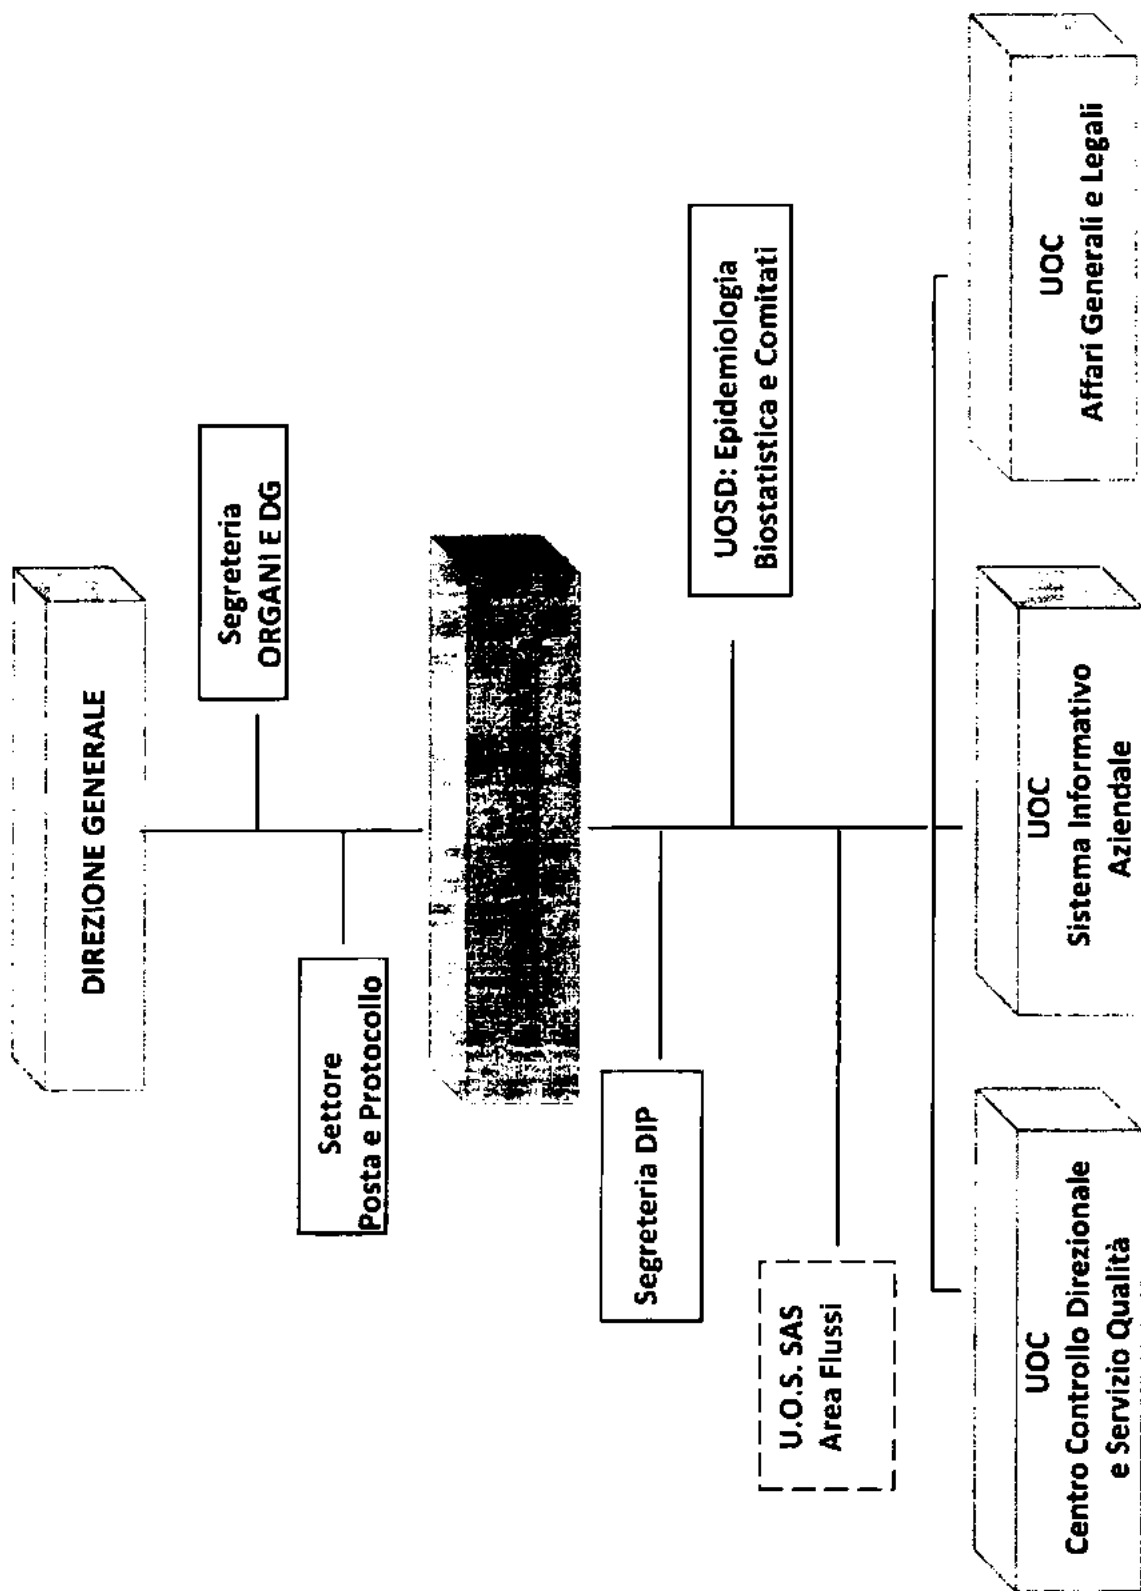 DIREZIONE GENERALE
Segreteria
ORGANI E DG
Settore
Posta e Protocollo
Segreteria DIP
UOSD: Epidemiologia
Biostatistica e Comitati
U.O.S. SAS
Area Flussi
UOC
Centro Controllo Direzionale
e Servizio Qualità
UOC
Sistema Informativo
Aziendale
UOC
Affari Generali e Legali